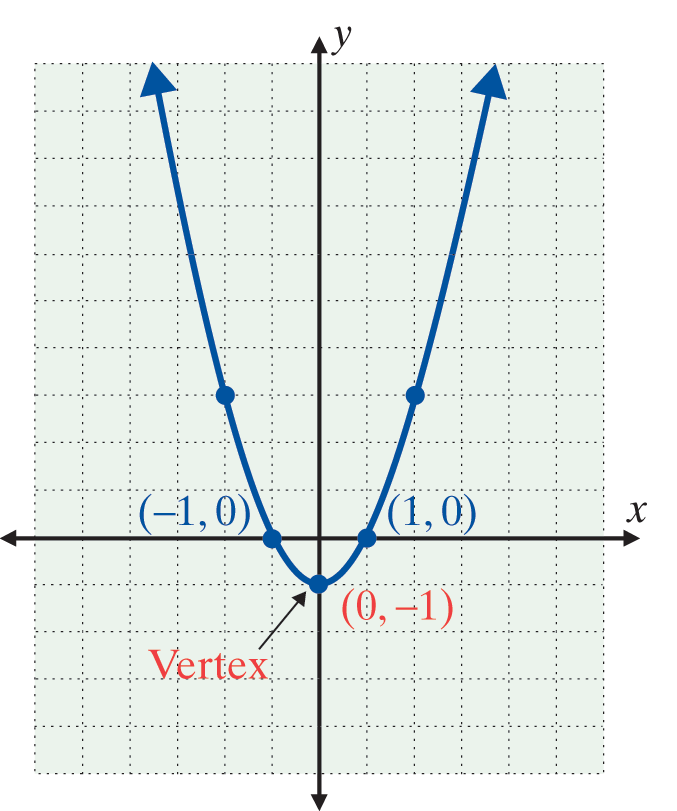 y
x
(–1, 0)
(1, 0)
(0, –1)
Vertex